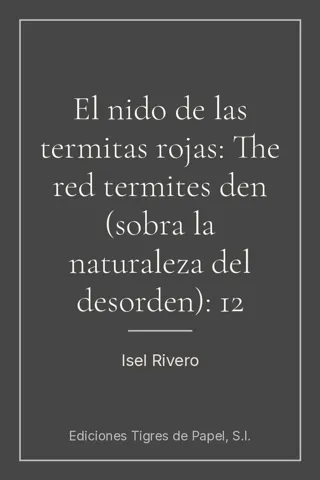 El nido de las
termitas rojas: The
red termites den
(sobra la
naturaleza del
desorden): 12
Isel Rivero
Ediciones Tigres de Papel, S.l.